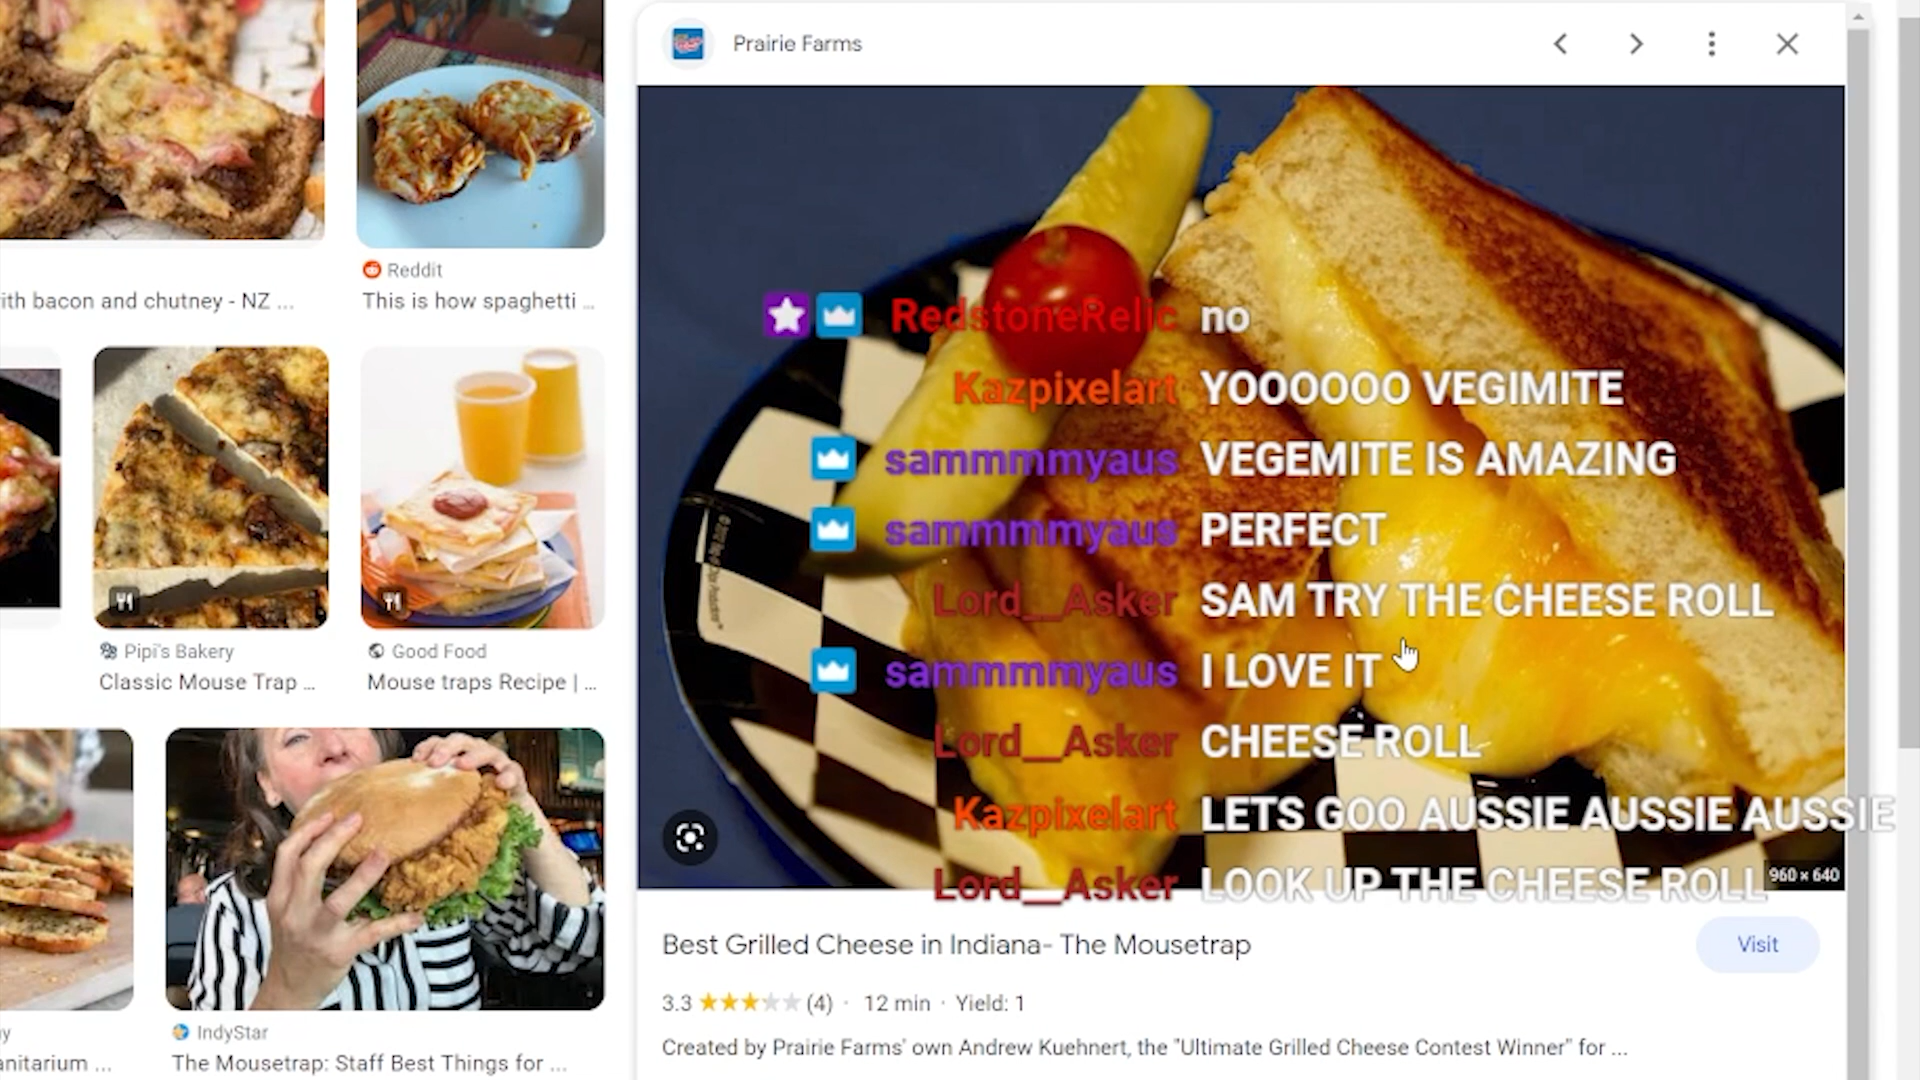 Prairie Farms
ith bacon and chutney - NZ ...
Reddit
This is how spaghetti ...
Pipi's Bakery
Classic Mouse Trap ...
Good Food
Mouse traps Recipe | ...
y
anitarium ...
IndyStar
The Mousetrap: Staff Best Things for ...
RedstoneRelic no
Kazpixelart YOOOOOO VEGIMITE
sammmmyaus VEGEMITE IS AMAZING
sammmmyaus PERFECT
Lord__Asker SAM TRY THE CHEESE ROLL
sammmmyaus I LOVE IT
Lord__Asker CHEESE ROLL
Kazpixelart LETS GOO AUSSIE AUSSIE AUSSIE
Lord__Asker LOOK UP THE CHEESE ROLL
960 × 640
Best Grilled Cheese in Indiana- The Mousetrap
Visit
3.3 (4) · 12 min · Yield: 1
Created by Prairie Farms' own Andrew Kuehnert, the "Ultimate Grilled Cheese Contest Winner" for ...